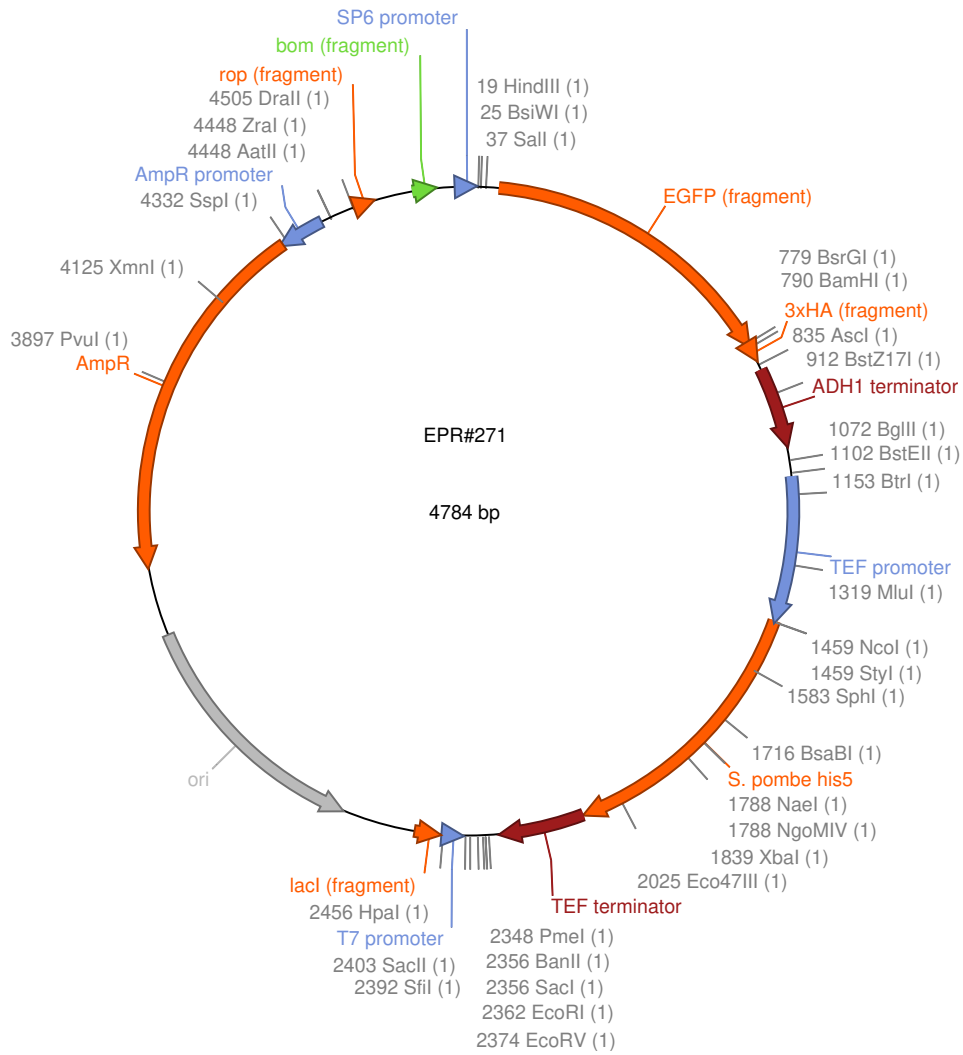 SP6 promoter
bom (fragment)
rop (fragment)
4505 DraII (1)
4448 ZraI (1)
4448 AatII (1)
AmpR promoter
4332 SspI (1)
4125 XmnI (1)
3897 PvuI (1)
AmpR
19 HindIII (1)
25 BsiWI (1)
37 SalI (1)
EGFP (fragment)
779 BsrGI (1)
790 BamHI (1)
3xHA (fragment)
835 AscI (1)
912 BstZ17I (1)
ADH1 terminator
1072 BglII (1)
1102 BstEII (1)
1153 BtrI (1)
TEF promoter
1319 MluI (1)
1459 NcoI (1)
1459 StyI (1)
1583 SphI (1)
1716 BsaBI (1)
S. pombe his5
1788 NaeI (1)
1788 NgoMIV (1)
1839 XbaI (1)
2025 Eco47III (1)
TEF terminator
2348 PmeI (1)
2356 BanII (1)
2356 SacI (1)
2362 EcoRI (1)
2374 EcoRV (1)
lacI (fragment)
2456 HpaI (1)
T7 promoter
2403 SacII (1)
2392 SfiI (1)
ori
EPR#271
4784 bp